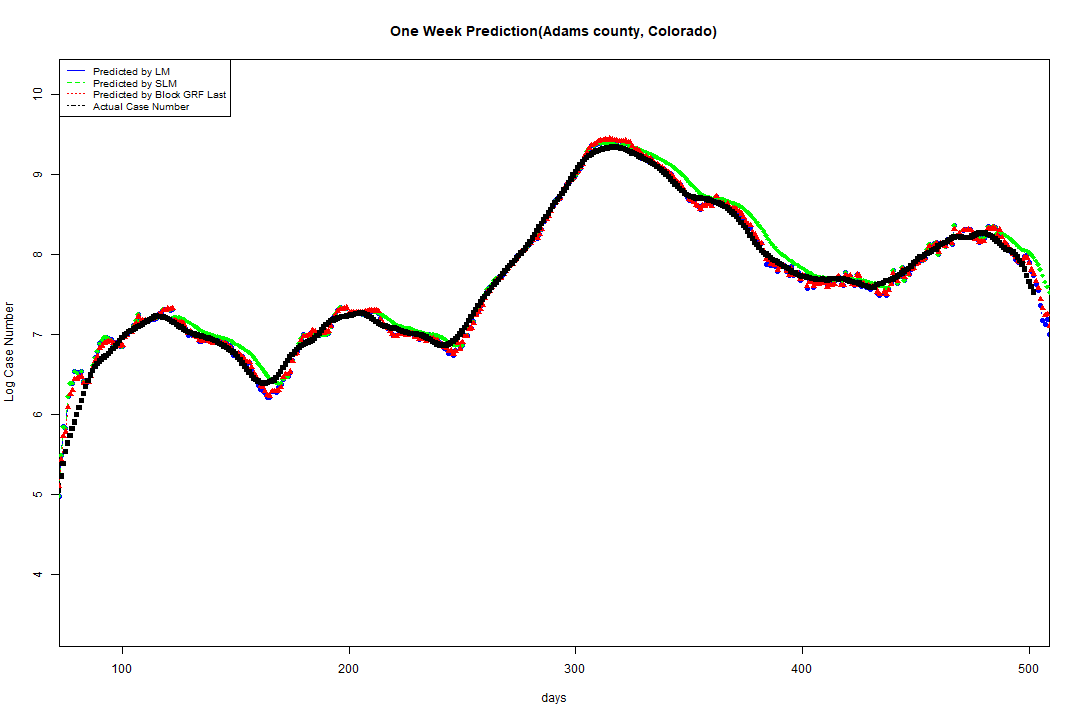 One Week Prediction(Adams county, Colorado)
Predicted by LM
Predicted by SLM
Predicted by Block GRF Last
Actual Case Number
10
9
8
7
6
5
4
Log Case Number
100 200 300 400 500
days